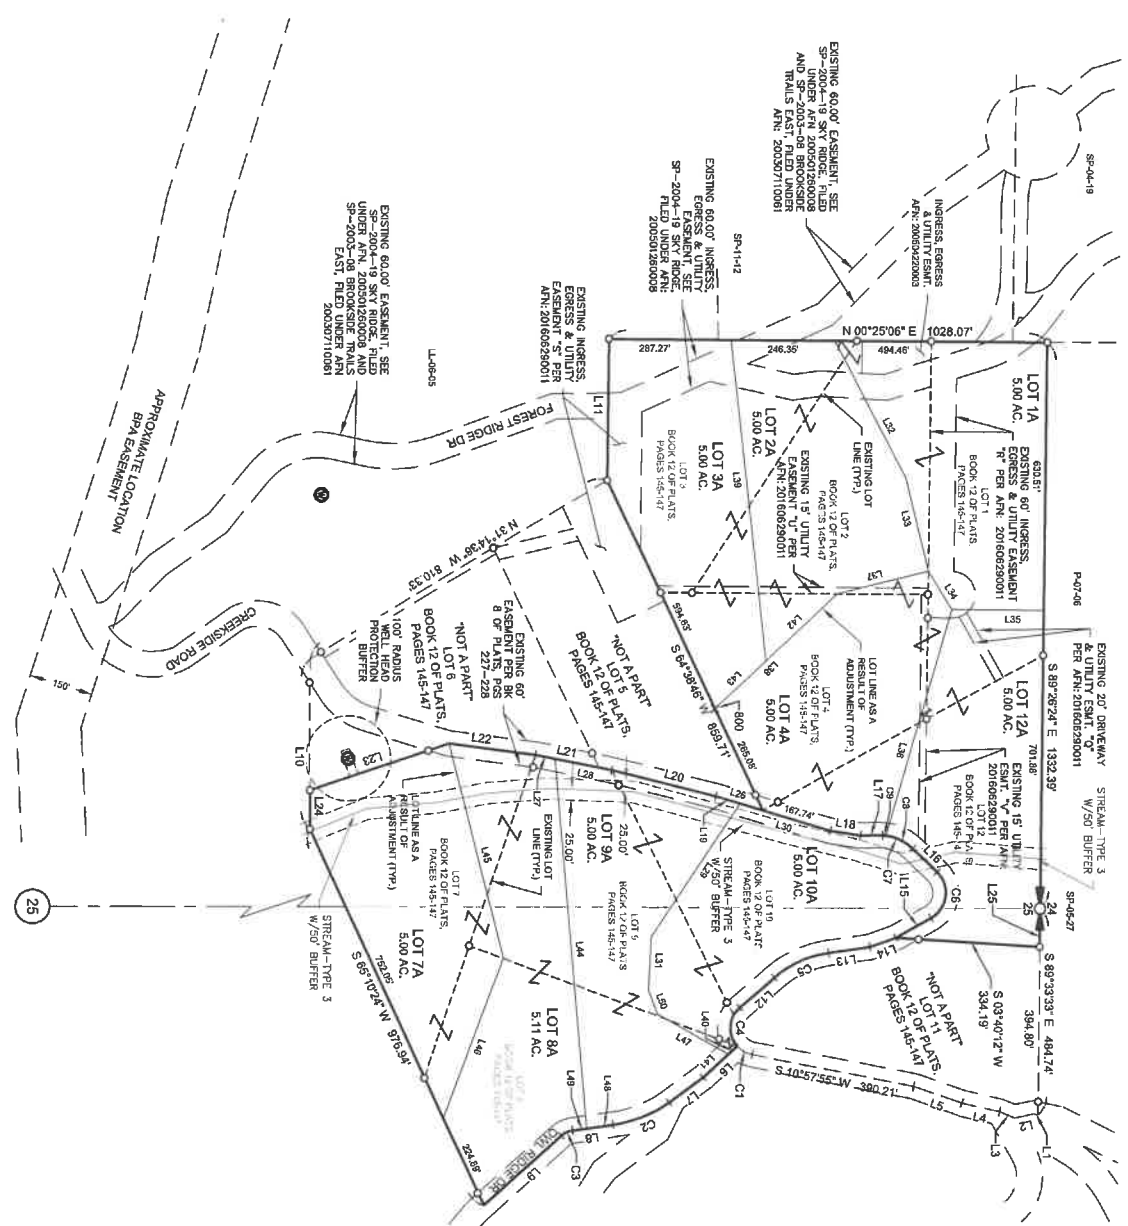 SP-04-19
EXISTING 60.00' EASEMENT, SEE
SP-2004-19 SKY RIDGE, FILED
UNDER AFN 200501260008
AND SP-2003-08 BROOKSIDE
TRAILS EAST, FILED UNDER
AFN: 200307110061
INGRESS, EGRESS
& UTILITY ESMT.
AFN: 200504220003
SP-11-12
EXISTING 60.00' INGRESS,
EGRESS & UTILITY
EASEMENT, SEE
SP-2004-19 SKY RIDGE,
FILED UNDER AFN:
200501260008
EXISTING INGRESS,
EGRESS & UTILITY
EASEMENT "S" PER
AFN: 201606290011
EXISTING 60.00' EASEMENT, SEE
SP-2004-19 SKY RIDGE, FILED
UNDER AFN. 200501260008 AND
SP-2003-08 BROOKSIDE TRAILS
EAST, FILED UNDER AFN
200307110061
LL-06-05
APPROXIMATE LOCATION
BPA EASEMENT
150'
FOREST RIDGE DR
CREEKSIDE ROAD
N 00°25'06" E 1028.07'
287.27'
246.35'
494.46'
LOT 1A
5.00 AC.
630.51'
EXISTING 60' INGRESS,
EGRESS & UTILITY EASEMENT
"R" PER AFN: 201606290011
LOT 1
BOOK 12 OF PLATS,
PAGES 145-147
P-07-06
S 89°26'24" E 1332.39'
701.88'
EXISTING 20' DRIVEWAY
& UTILITY ESMT. "Q"
PER AFN: 201606290011
STREAM-TYPE 3
W/50' BUFFER
LOT 12A
5.00 AC.
EXISTING 15' UTILITY
ESMT. "V" PER AFN:
201606290011
LOT 12
BOOK 12 OF PLATS,
PAGES 145-147
LOT 2A
5.00 AC.
EXISTING LOT
LINE (TYP.)
LOT 2
BOOK 12 OF PLATS,
PAGES 145-147
EXISTING 15' UTILITY
EASEMENT "U" PER
AFN: 201606290011
LOT 3A
5.00 AC.
LOT 3
BOOK 12 OF PLATS,
PAGES 145-147
L11
L32
L33
L34
L35
L36
L37
L38
L39
L42
L43
LOT LINE AS A
RESULT OF
ADJUSTMENT (TYP.)
LOT 4
BOOK 12 OF PLATS,
PAGES 145-147
LOT 4A
5.00 AC.
594.63'
S 64°38'46" W 859.71'
265.08'
800
167.74'
N 31°14'36" W 810.33'
"NOT A PART"
LOT 5
BOOK 12 OF PLATS,
PAGES 145-147
EXISTING 60'
EASEMENT PER BK
8 OF PLATS, PGS
227-228
"NOT A PART"
LOT 6
BOOK 12 OF PLATS,
PAGES 145-147
100' RADIUS
WELL HEAD
PROTECTION
BUFFER
L10
L23
L24
L22
L21
L20
L28
L27
L26
L19
L30
L18
L17
C9
C8
C7
L16
L15
C6
L25
25.00'
25.00'
LOT 9A
5.00 AC.
LOT 10A
5.00 AC.
LOT 10
BOOK 12 OF PLATS,
PAGES 145-147
STREAM-TYPE 3
W/50' BUFFER
LOT 9
BOOK 12 OF PLATS
PAGES 145-147
EXISTING LOT
LINE (TYP.)
LOT LINE AS A
RESULT OF
ADJUSTMENT (TYP.)
LOT 7
BOOK 12 OF PLATS,
PAGES 145-147
LOT 7A
5.00 AC.
STREAM-TYPE 3
W/50' BUFFER
752.05'
S 65°10'24" W 976.94'
224.89'
LOT 8A
5.11 AC.
L45
L44
L31
L50
L47
L40
L41
L46
L49
L48
SP-05-27
24
25
S 89°33'33" E 484.74'
394.80'
S 03°40'12" W
334.19'
"NOT A PART"
LOT 11
BOOK 12 OF PLATS,
PAGES 145-147
L14
L13
C5
L12
C4
C1
S 10°57'55" W 390.21'
L5
L4
L3
L2
L1
L6
L7
C2
L8
C3
L9
OWL RIDGE DR
25